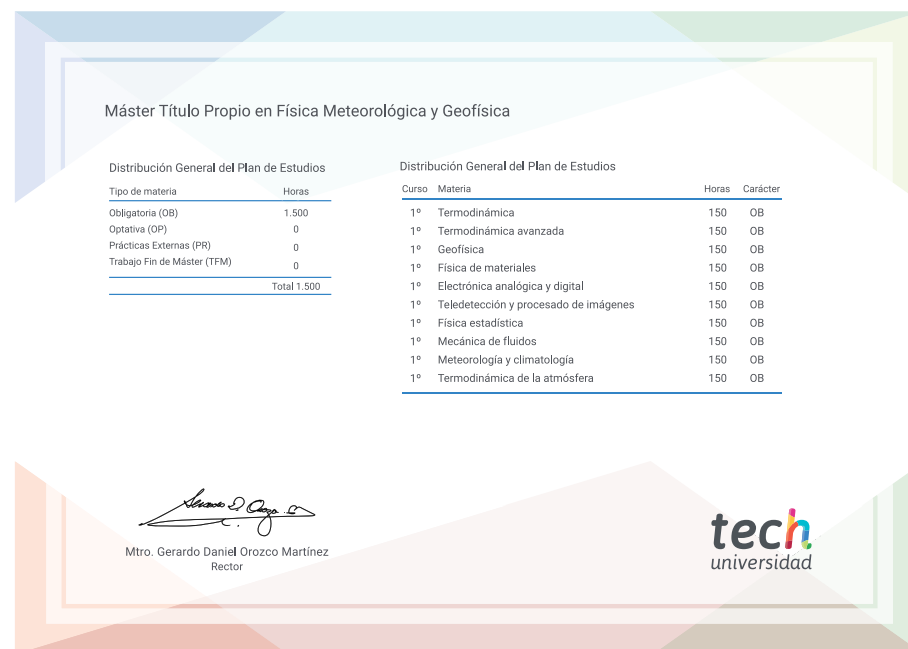 Máster Título Propio en Física Meteorológica y Geofísica
Distribución General del Plan de Estudios
Tipo de materia Horas
Obligatoria (OB) 1.500
Optativa (OP) 0
Prácticas Externas (PR) 0
Trabajo Fin de Máster (TFM) 0
Total 1.500
Distribución General del Plan de Estudios
Curso Materia Horas Carácter
1º Termodinámica 150 OB
1º Termodinámica avanzada 150 OB
1º Geofísica 150 OB
1º Física de materiales 150 OB
1º Electrónica analógica y digital 150 OB
1º Teledetección y procesado de imágenes 150 OB
1º Física estadística 150 OB
1º Mecánica de fluidos 150 OB
1º Meteorología y climatología 150 OB
1º Termodinámica de la atmósfera 150 OB
Mtro. Gerardo Daniel Orozco Martínez
Rector
tech
universidad